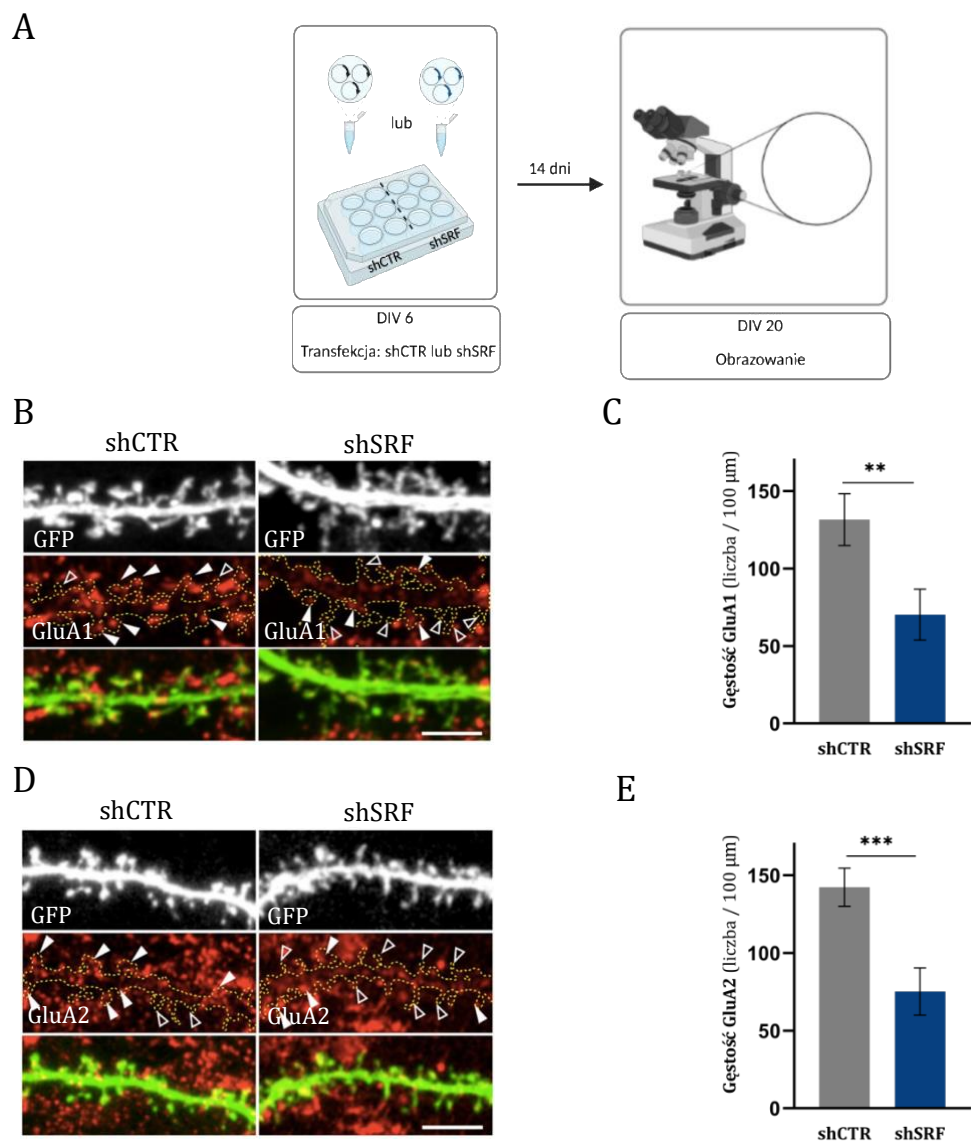 A
lub
14 dni
shCTR
shSRF
DIV 6
Transfekcja: shCTR lub shSRF
DIV 20
Obrazowanie
B
shCTR
shSRF
GFP
GFP
GluA1
GluA1
C
Gęstość GluA1 (liczba / 100 µm)
**
150
100
50
0
shCTR
shSRF
D
shCTR
shSRF
GFP
GFP
GluA2
GluA2
E
Gęstość GluA2 (liczba / 100 µm)
***
150
100
50
0
shCTR
shSRF